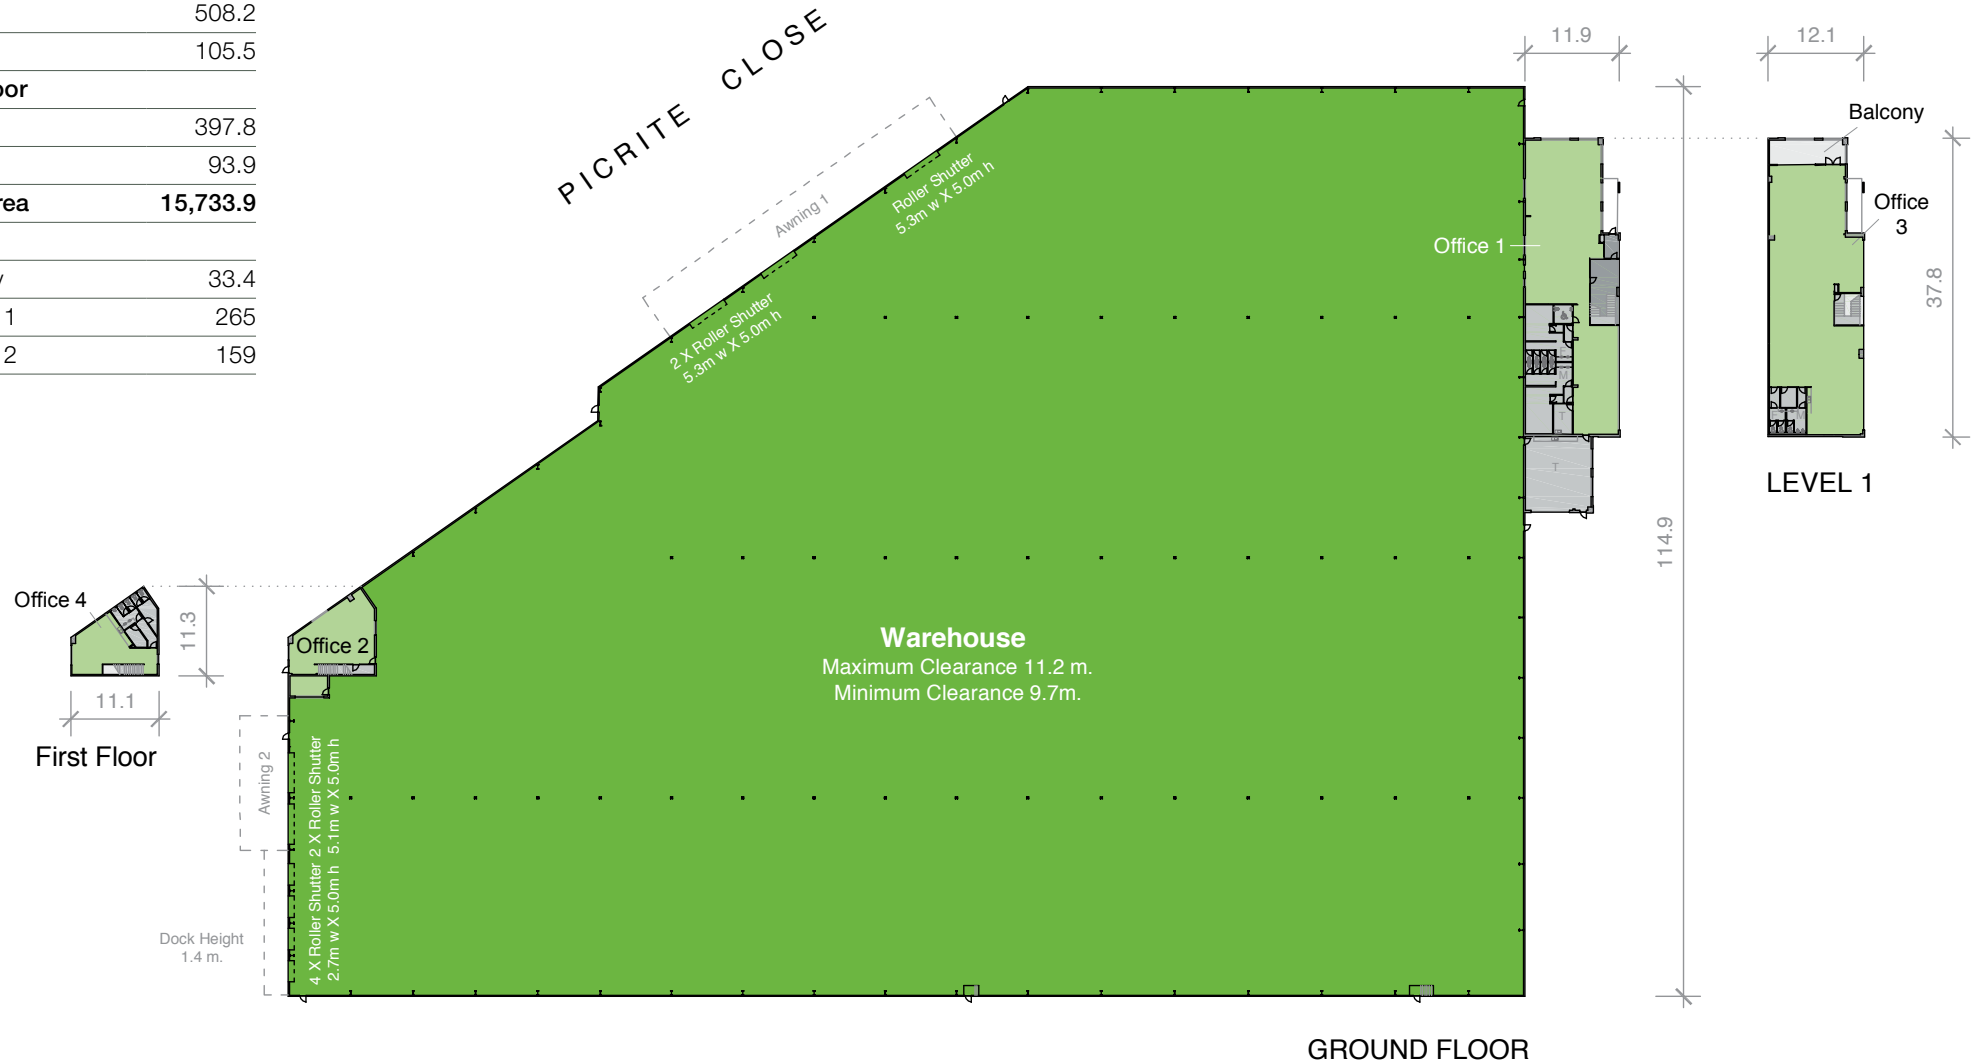 508.2
105.5
oor
397.8
93.9
rea 15,733.9
y 33.4
1 265
2 159
PICRITE CLOSE
Awning 1
Roller Shutter
5.3m w X 5.0m h
2 X Roller Shutter
5.3m w X 5.0m h
11.9
12.1
Balcony
Office
3
Office 1
F
M
T
T
F
M
37.8
LEVEL 1
114.9
Office 4
11.3
11.1
First Floor
Office 2
Warehouse
Maximum Clearance 11.2 m.
Minimum Clearance 9.7m.
Awning 2
4 X Roller Shutter 2 X Roller Shutter
2.7m w X 5.0m h 5.1m w X 5.0m h
Dock Height
1.4 m.
GROUND FLOOR